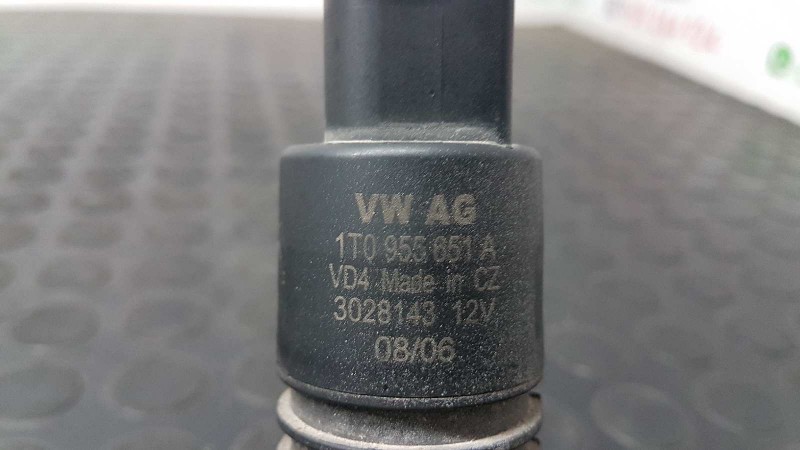 VW AG
1T0 955 651 A
VD4 Made in CZ
3028143 12V
08/06